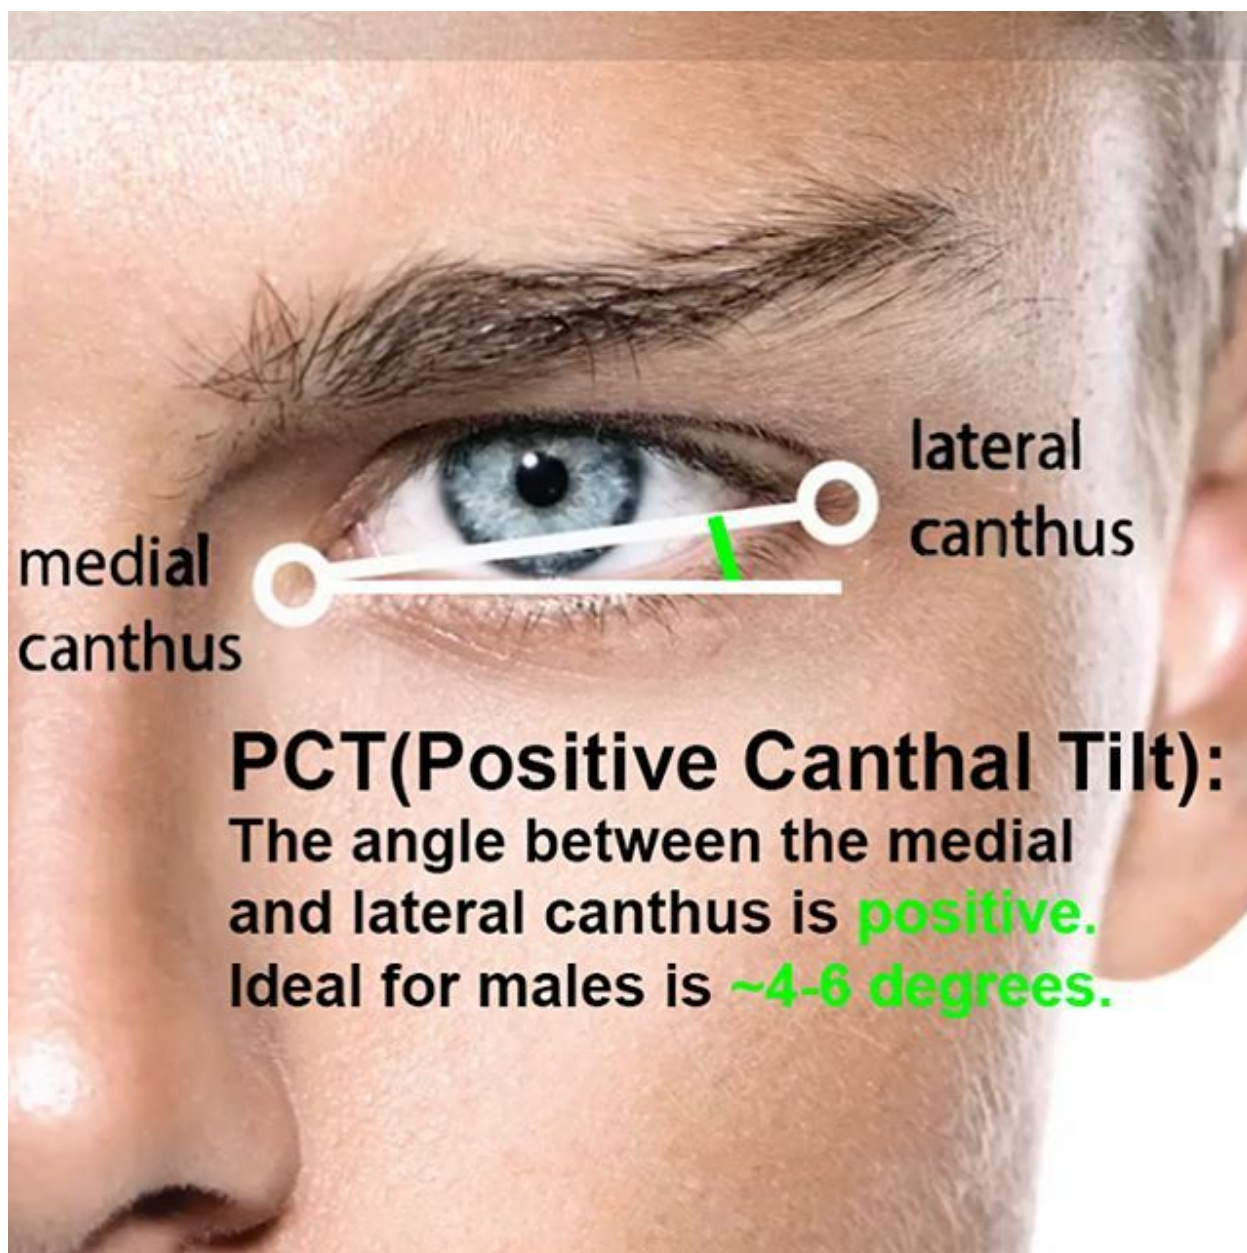 lateral
canthus
medial
canthus
PCT(Positive Canthal Tilt):
The angle between the medial
and lateral canthus is positive.
Ideal for males is ~4-6 degrees.